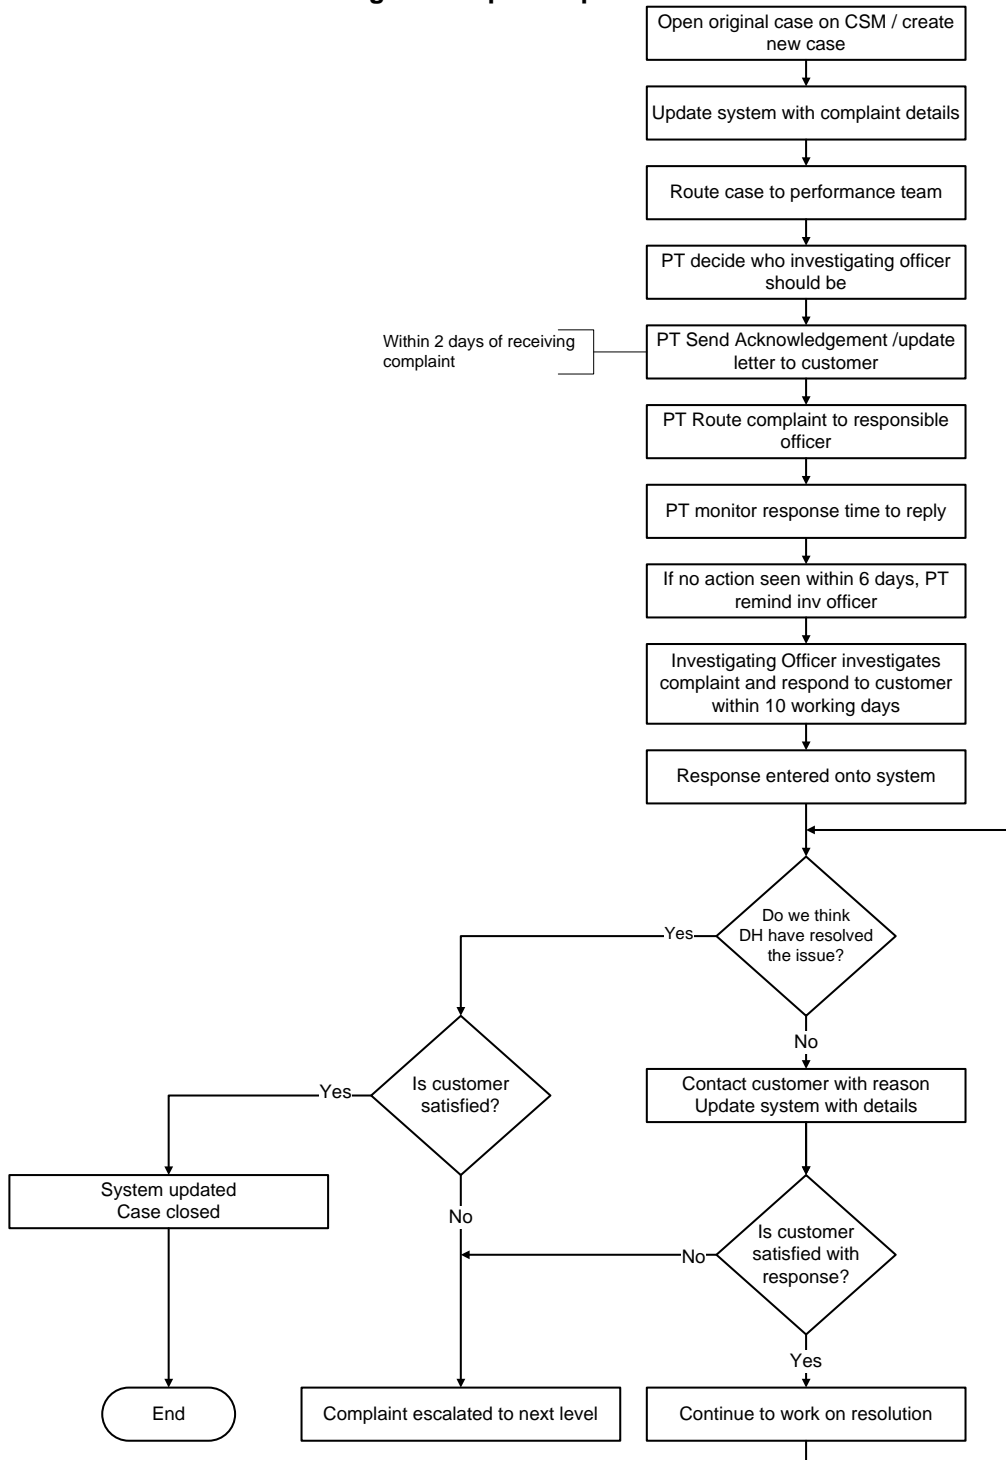 Open original case on CSM / create
new case
Update system with complaint details
Route case to performance team
PT decide who investigating officer
should be
Within 2 days of receiving
complaint
PT Send Acknowledgement /update
letter to customer
PT Route complaint to responsible
officer
PT monitor response time to reply
If no action seen within 6 days, PT
remind inv officer
Investigating Officer investigates
complaint and respond to customer
within 10 working days
Response entered onto system
Do we think
DH have resolved
the issue?
Yes
No
Is customer
satisfied?
Yes
Contact customer with reason
Update system with details
System updated
Case closed
No
Is customer
satisfied with
response?
No
Yes
End
Complaint escalated to next level
Continue to work on resolution